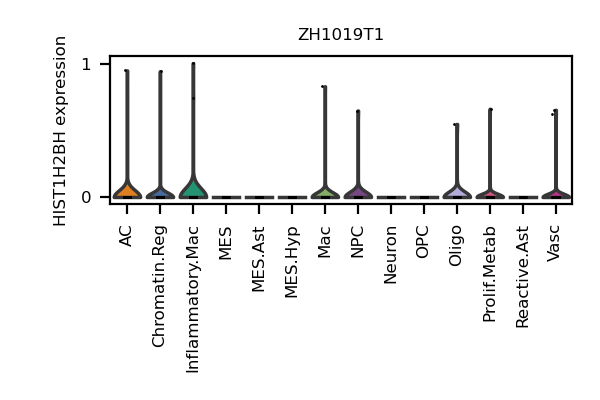 ZH1019T1
HIST1H2BH expression
1
0
AC
Chromatin.Reg
Inflammatory.Mac
MES
MES.Ast
MES.Hyp
Mac
NPC
Neuron
OPC
Oligo
Prolif.Metab
Reactive.Ast
Vasc